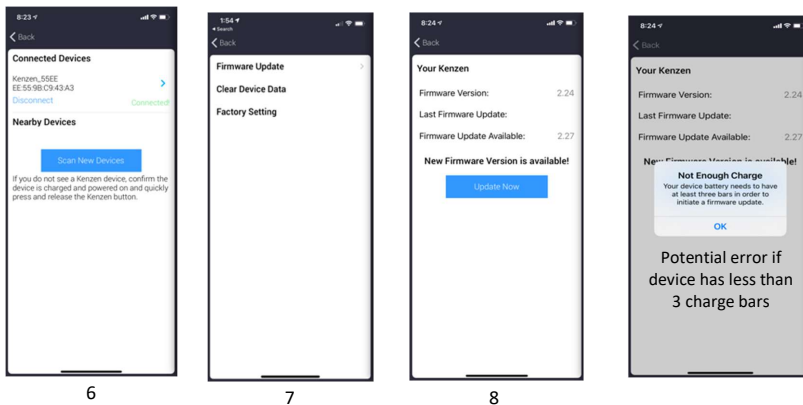 8:23
Back
Connected Devices
Kenzen_55EE
EE:55:9B:C9:43:A3
Disconnect
Connected
Nearby Devices
Scan New Devices
If you do not see a Kenzen device, confirm the
device is charged and powered on and quickly
press and release the Kenzen button.
6
1:54
Search
Back
Firmware Update
Clear Device Data
Factory Setting
7
8:24
Back
Your Kenzen
Firmware Version: 2.24
Last Firmware Update:
Firmware Update Available: 2.27
New Firmware Version is available!
Update Now
8
8:24
Back
Your Kenzen
Firmware Version: 2.24
Last Firmware Update:
Firmware Update Available: 2.27
New Firmware Version is available!
Not Enough Charge
Your device battery needs to have
at least three bars in order to
initiate a firmware update.
OK
Potential error if
device has less than
3 charge bars